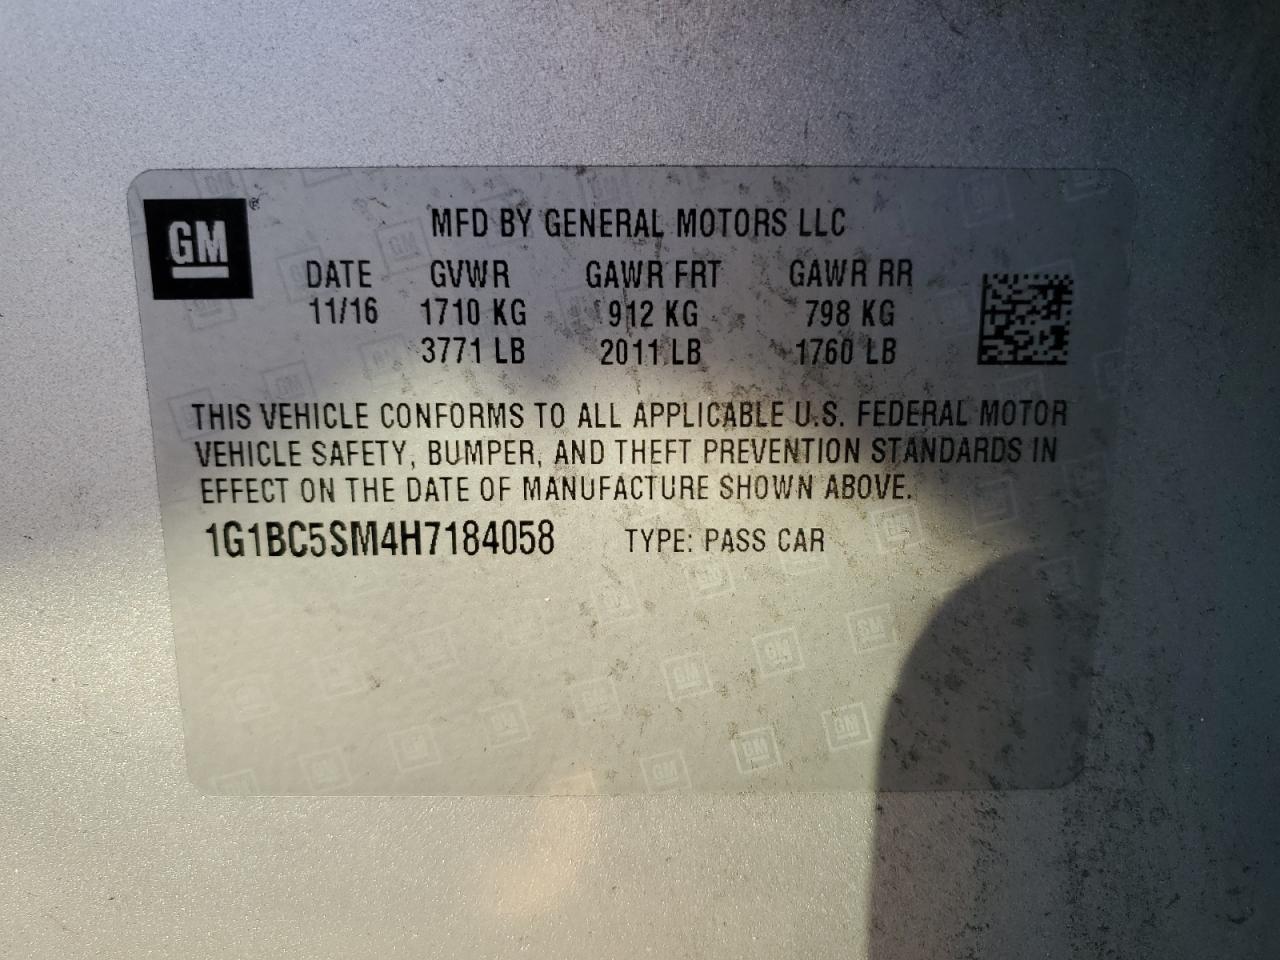 GM®
MFD BY GENERAL MOTORS LLC
DATE GVWR GAWR FRT GAWR RR
11/16 1710 KG 912 KG 798 KG
3771 LB 2011 LB 1760 LB
THIS VEHICLE CONFORMS TO ALL APPLICABLE U.S. FEDERAL MOTOR
VEHICLE SAFETY, BUMPER, AND THEFT PREVENTION STANDARDS IN
EFFECT ON THE DATE OF MANUFACTURE SHOWN ABOVE.
1G1BC5SM4H7184058 TYPE: PASS CAR